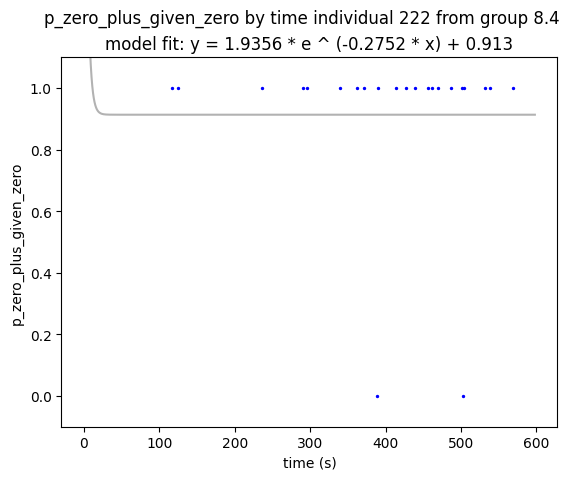 p_zero_plus_given_zero by time individual 222 from group 8.4
model fit: y = 1.9356 * e ^ (-0.2752 * x) + 0.913
1.0
0.8
0.6
0.4
0.2
0.0
p_zero_plus_given_zero
0 100 200 300 400 500 600
time (s)